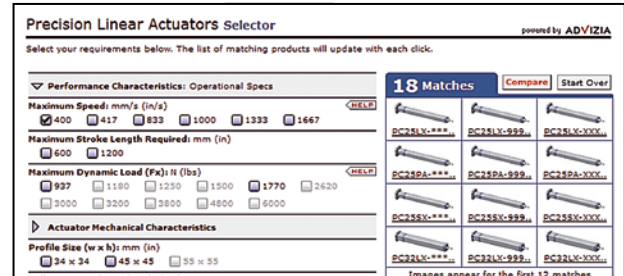 Precision Linear Actuators Selector
powered by ADVIZIA
Select your requirements below. The list of matching products will update with each click.
▽ Performance Characteristics: Operational Specs
Maximum Speed: mm/s (in/s) HELP
400 417 833 1000 1333 1667
Maximum Stroke Length Required: mm (in)
600 1200
Maximum Dynamic Load (Fx): N (lbs) HELP
937 1180 1250 1500 1770 2620
3000 3200 3800 4800 6000
▷ Actuator Mechanical Characteristics
Profile Size (w x h): mm (in)
34 x 34 45 x 45 55 x 55
18 Matches Compare Start Over
PC25LX-***.. PC25LX-999.. PC25LX-XXX..
PC25PA-***.. PC25PA-999.. PC25PA-XXX..
PC25SX-***.. PC25SX-999.. PC25SX-XXX..
PC32LX-***.. PC32LX-999.. PC32LX-XXX..
Images appear for the first 12 matches